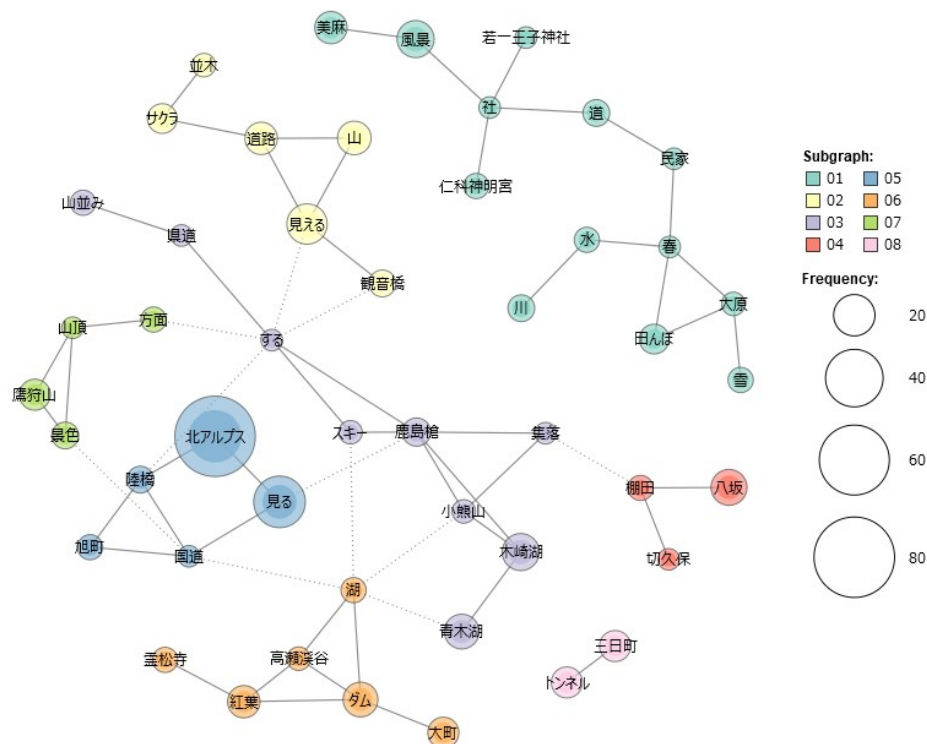 美麻
風景
若一王子神社
並木
サクラ
社
道
道路
山
民家
仁科神明宮
山並み
県道
見える
水
春
観音橋
川
大原
山頂
方面
する
田んぼ
鷹狩山
景色
雪
北アルプス
スキー
鹿島槍
集落
陸橋
見る
棚田
八坂
小熊山
旭町
国道
木崎湖
切久保
湖
青木湖
霊松寺
高瀬渓谷
三日町
紅葉
ダム
トンネル
大町
Subgraph:
01 05
02 06
03 07
04 08
Frequency:
20
40
60
80